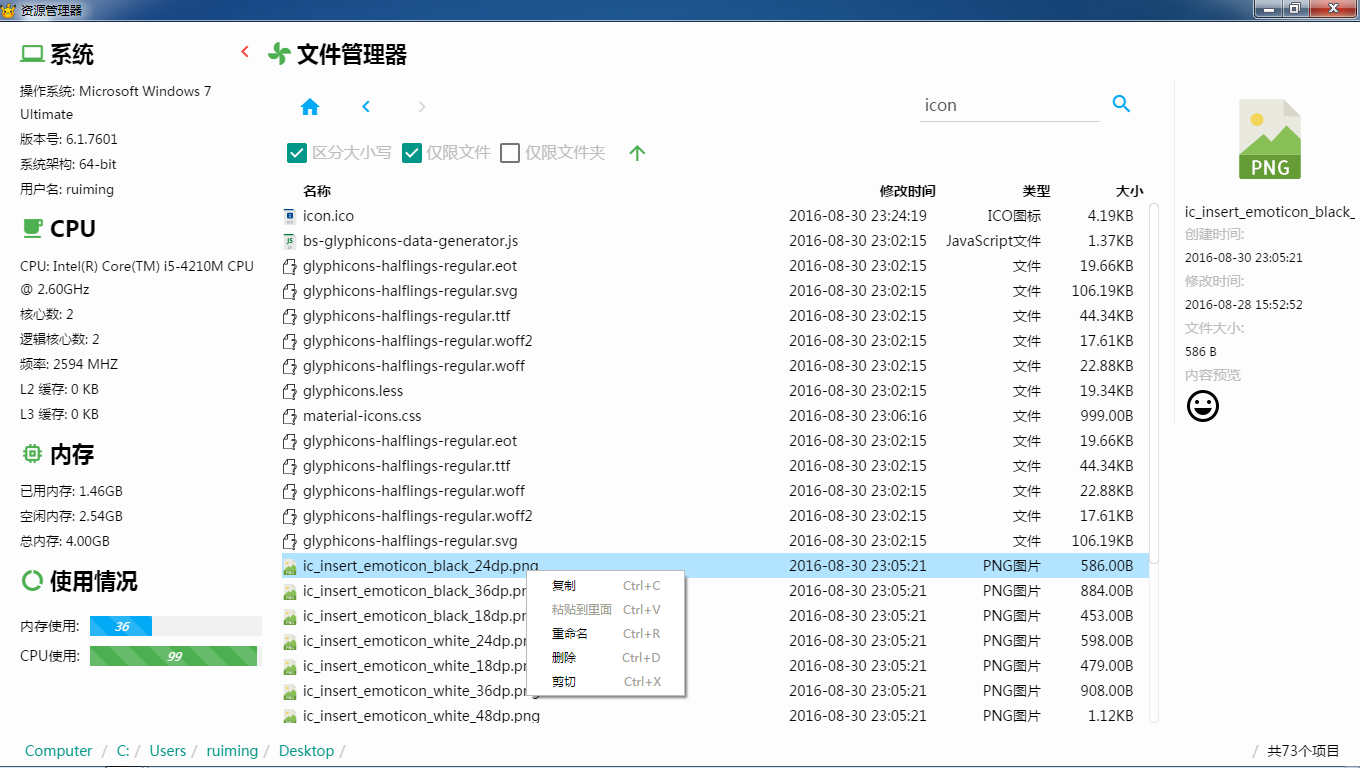 资源管理器
系统
操作系统: Microsoft Windows 7
Ultimate
版本号: 6.1.7601
系统架构: 64-bit
用户名: ruiming
CPU
CPU: Intel(R) Core(TM) i5-4210M CPU
@ 2.60GHz
核心数: 2
逻辑核心数: 2
频率: 2594 MHZ
L2 缓存: 0 KB
L3 缓存: 0 KB
内存
已用内存: 1.46GB
空闲内存: 2.54GB
总内存: 4.00GB
使用情况
内存使用: 36
CPU使用: 99
文件管理器
icon
区分大小写 仅限文件 仅限文件夹
名称 修改时间 类型 大小
icon.ico 2016-08-30 23:24:19 ICO图标 4.19KB
bs-glyphicons-data-generator.js 2016-08-30 23:02:15 JavaScript文件 1.37KB
glyphicons-halflings-regular.eot 2016-08-30 23:02:15 文件 19.66KB
glyphicons-halflings-regular.svg 2016-08-30 23:02:15 文件 106.19KB
glyphicons-halflings-regular.ttf 2016-08-30 23:02:15 文件 44.34KB
glyphicons-halflings-regular.woff2 2016-08-30 23:02:15 文件 17.61KB
glyphicons-halflings-regular.woff 2016-08-30 23:02:15 文件 22.88KB
glyphicons.less 2016-08-30 23:02:15 文件 19.34KB
material-icons.css 2016-08-30 23:06:16 文件 999.00B
glyphicons-halflings-regular.eot 2016-08-30 23:02:15 文件 19.66KB
glyphicons-halflings-regular.ttf 2016-08-30 23:02:15 文件 44.34KB
glyphicons-halflings-regular.woff 2016-08-30 23:02:15 文件 22.88KB
glyphicons-halflings-regular.woff2 2016-08-30 23:02:15 文件 17.61KB
glyphicons-halflings-regular.svg 2016-08-30 23:02:15 文件 106.19KB
ic_insert_emoticon_black_24dp.png 2016-08-30 23:05:21 PNG图片 586.00B
ic_insert_emoticon_black_36dp.pr 2016-08-30 23:05:21 PNG图片 884.00B
ic_insert_emoticon_black_18dp.pr 2016-08-30 23:05:21 PNG图片 453.00B
ic_insert_emoticon_white_24dp.pr 2016-08-30 23:05:21 PNG图片 598.00B
ic_insert_emoticon_white_18dp.pr 2016-08-30 23:05:21 PNG图片 479.00B
ic_insert_emoticon_white_36dp.png 2016-08-30 23:05:21 PNG图片 908.00B
ic_insert_emoticon_white_48dp.png 2016-08-30 23:05:21 PNG图片 1.12KB
复制 Ctrl+C
粘贴到里面 Ctrl+V
重命名 Ctrl+R
删除 Ctrl+D
剪切 Ctrl+X
PNG
ic_insert_emoticon_black_
创建时间:
2016-08-30 23:05:21
修改时间:
2016-08-28 15:52:52
文件大小:
586 B
内容预览
Computer / C: / Users / ruiming / Desktop /
/ 共73个项目